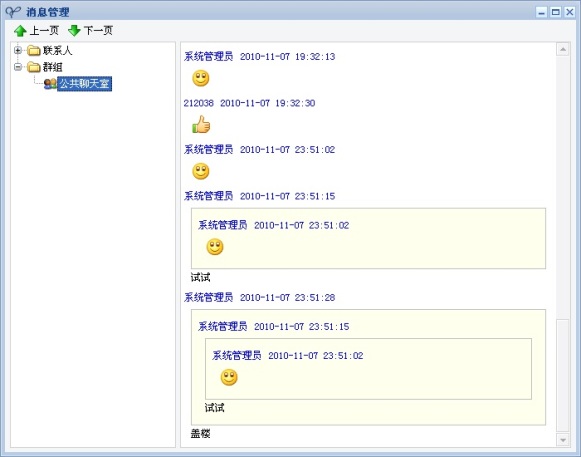 消息管理
上一页 下一页
联系人
群组
公共聊天室
系统管理员 2010-11-07 19:32:13
212038 2010-11-07 19:32:30
系统管理员 2010-11-07 23:51:02
系统管理员 2010-11-07 23:51:15
系统管理员 2010-11-07 23:51:02
试试
系统管理员 2010-11-07 23:51:28
系统管理员 2010-11-07 23:51:15
系统管理员 2010-11-07 23:51:02
试试
盖楼